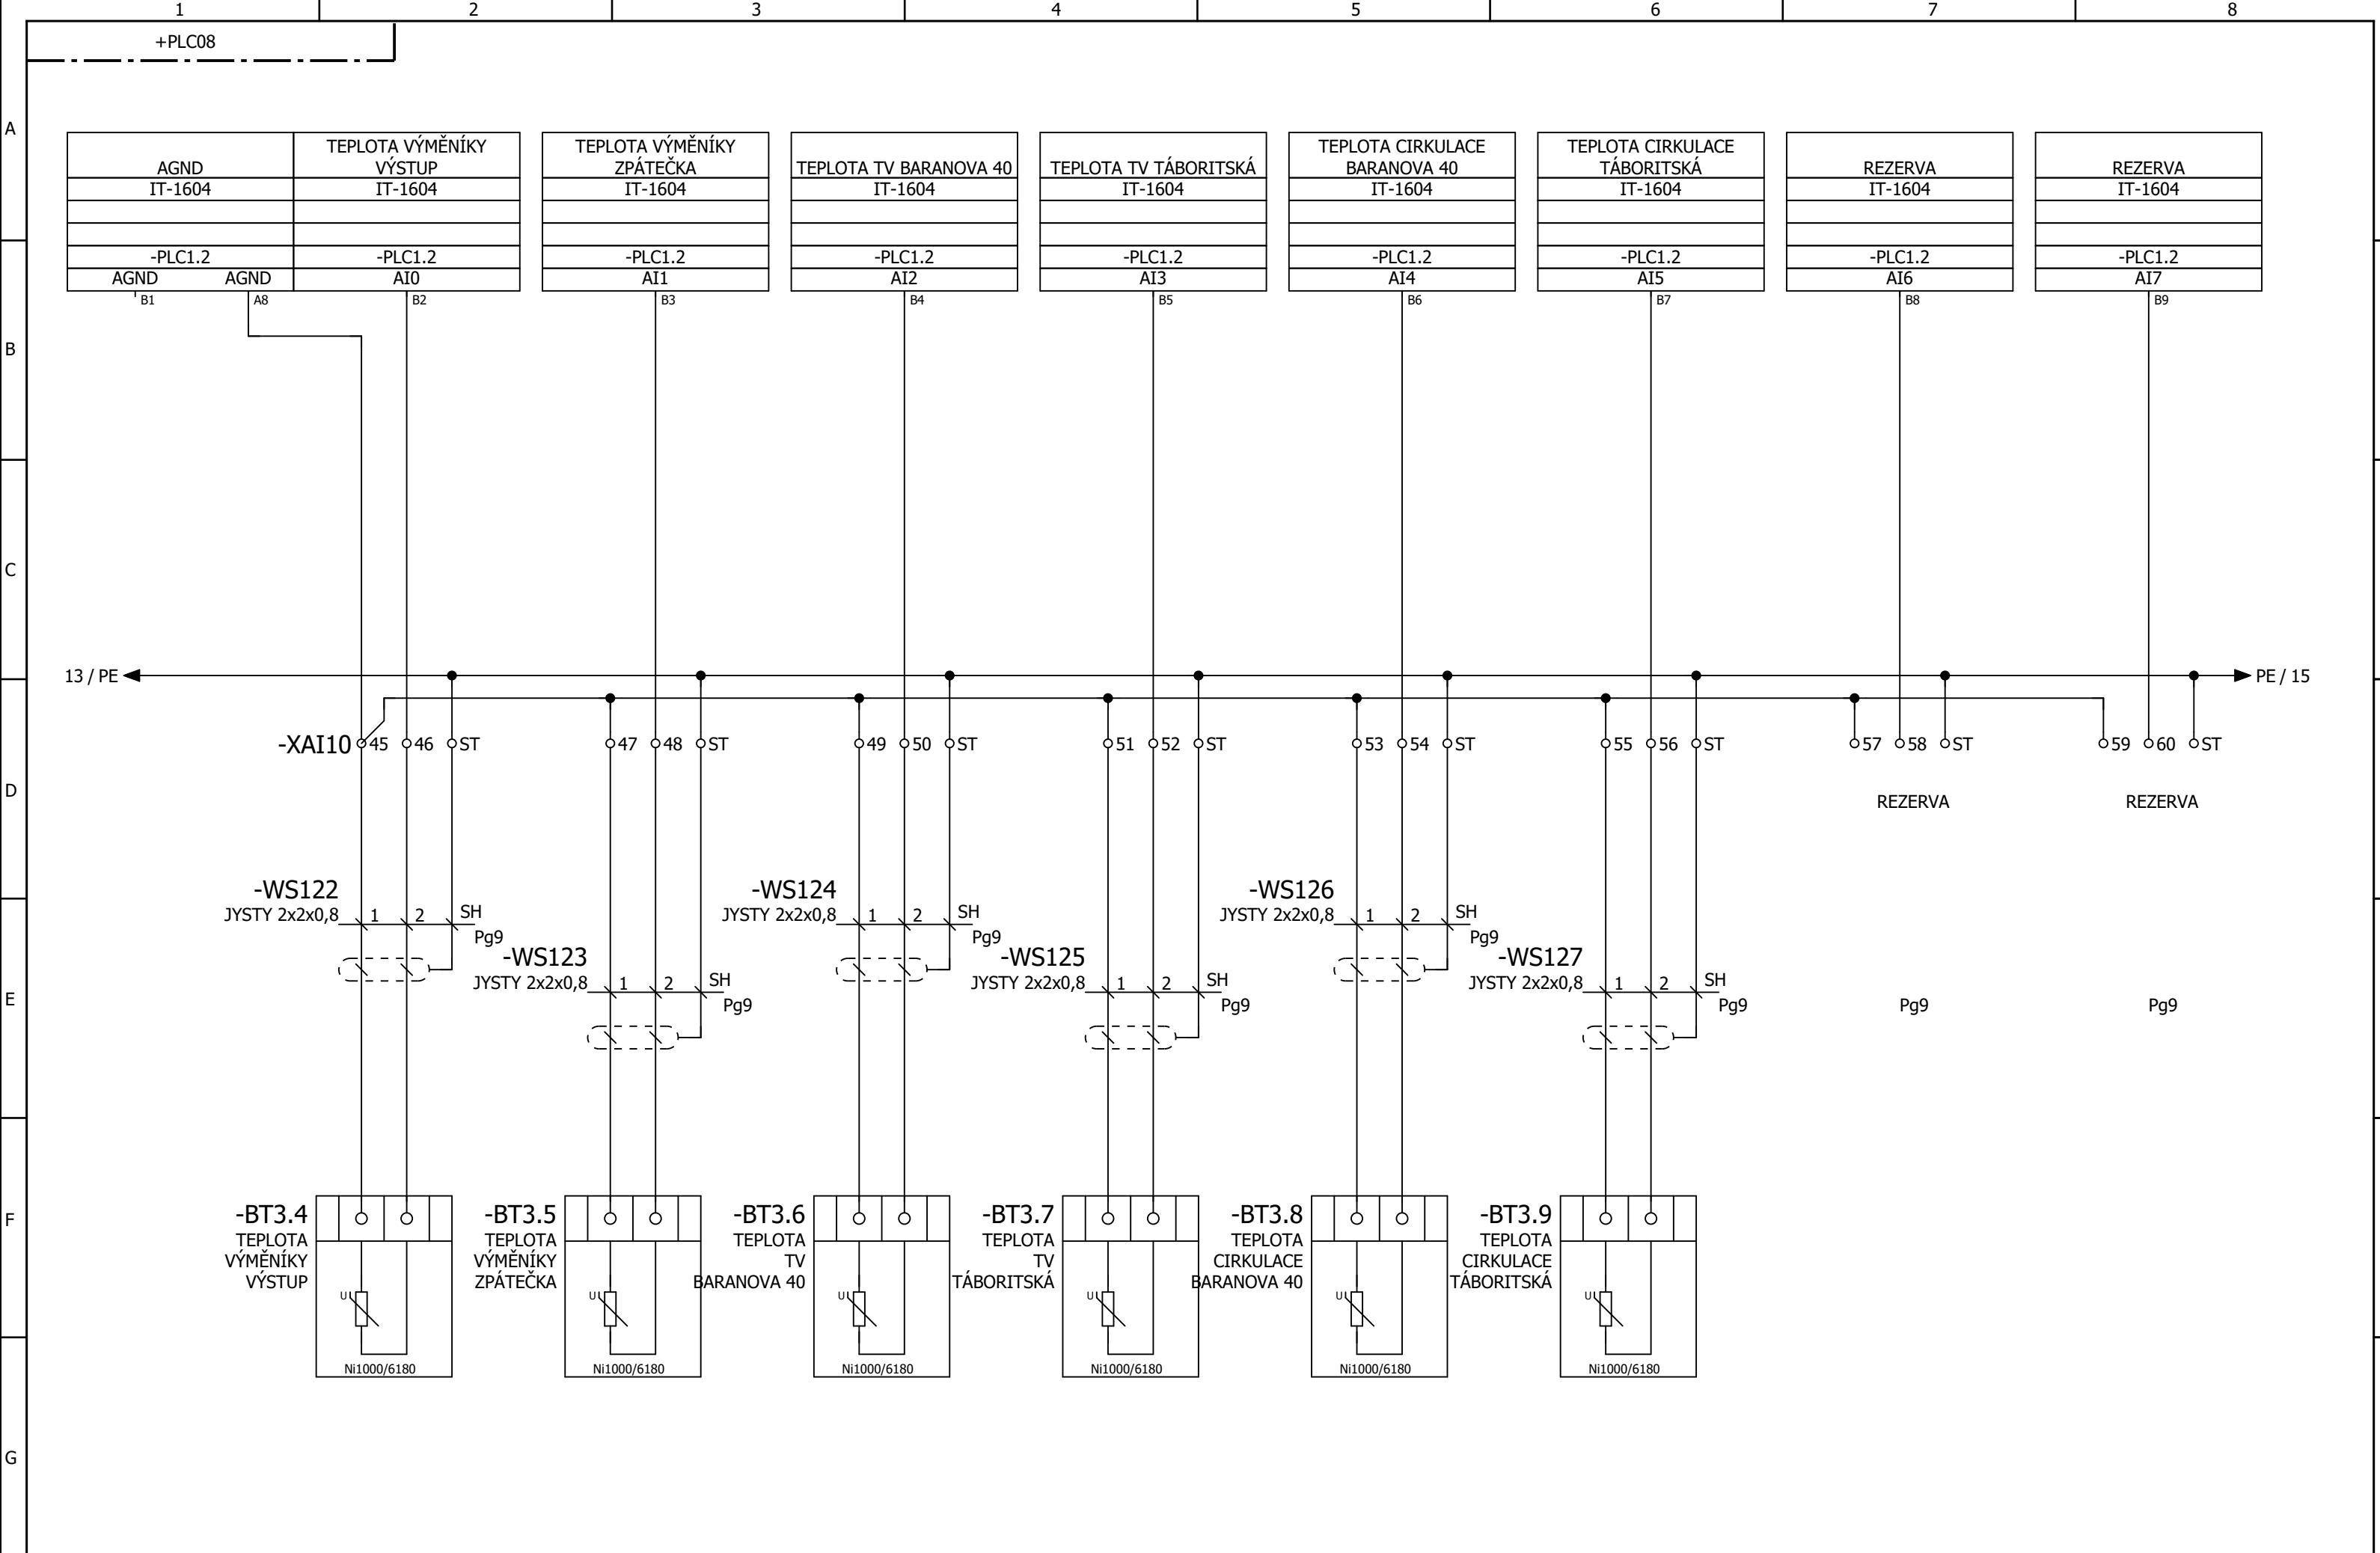 1 2 3 4 5 6 7 8
+PLC08
A
AGND
IT-1604
-PLC1.2
AGND AGND
B1 A8
TEPLOTA VÝMĚNÍKY
VÝSTUP
IT-1604
-PLC1.2
AI0
B2
TEPLOTA VÝMĚNÍKY
ZPÁTEČKA
IT-1604
-PLC1.2
AI1
B3
TEPLOTA TV BARANOVA 40
IT-1604
-PLC1.2
AI2
B4
TEPLOTA TV TÁBORITSKÁ
IT-1604
-PLC1.2
AI3
B5
TEPLOTA CIRKULACE
BARANOVA 40
IT-1604
-PLC1.2
AI4
B6
TEPLOTA CIRKULACE
TÁBORITSKÁ
IT-1604
-PLC1.2
AI5
B7
REZERVA
IT-1604
-PLC1.2
AI6
B8
REZERVA
IT-1604
-PLC1.2
AI7
B9
B
C
13 / PE PE / 15
-XAI10 45 46 ST 47 48 ST 49 50 ST 51 52 ST 53 54 ST 55 56 ST 57 58 ST 59 60 ST
D
REZERVA REZERVA
-WS122
JYSTY 2x2x0,8 1 2 SH
Pg9
-WS123
JYSTY 2x2x0,8 1 2 SH
Pg9
-WS124
JYSTY 2x2x0,8 1 2 SH
Pg9
-WS125
JYSTY 2x2x0,8 1 2 SH
Pg9
-WS126
JYSTY 2x2x0,8 1 2 SH
Pg9
-WS127
JYSTY 2x2x0,8 1 2 SH
Pg9
E
Pg9 Pg9
F
-BT3.4
TEPLOTA
VÝMĚNÍKY
VÝSTUP
U
Ni1000/6180
-BT3.5
TEPLOTA
VÝMĚNÍKY
ZPÁTEČKA
U
Ni1000/6180
-BT3.6
TEPLOTA
TV
BARANOVA 40
U
Ni1000/6180
-BT3.7
TEPLOTA
TV
TÁBORITSKÁ
U
Ni1000/6180
-BT3.8
TEPLOTA
CIRKULACE
BARANOVA 40
U
Ni1000/6180
-BT3.9
TEPLOTA
CIRKULACE
TÁBORITSKÁ
U
Ni1000/6180
G